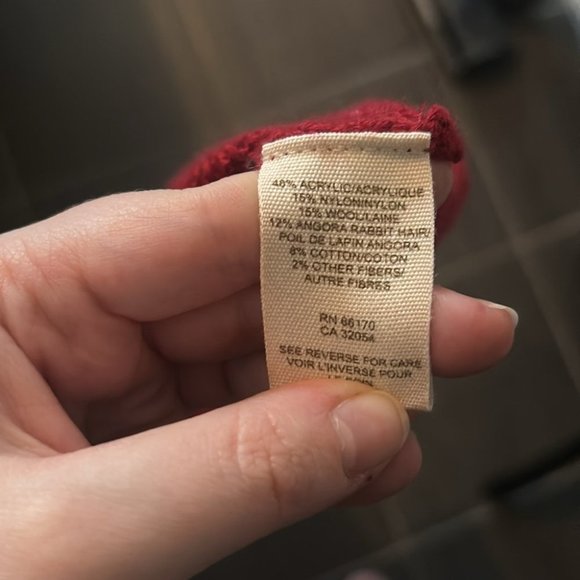 48% ACRYLIC/ACRYLIQUE
15% NYLON/NYLON
15% WOOL/LAINE
12% ANGORA RABBIT HAIR/
POIL DE LAPIN ANGORA
8% COTTON/COTON
2% OTHER FIBERS/
AUTRE FIBRES
RN 66170
CA 32054
SEE REVERSE FOR CARE
VOIR L'INVERSE POUR